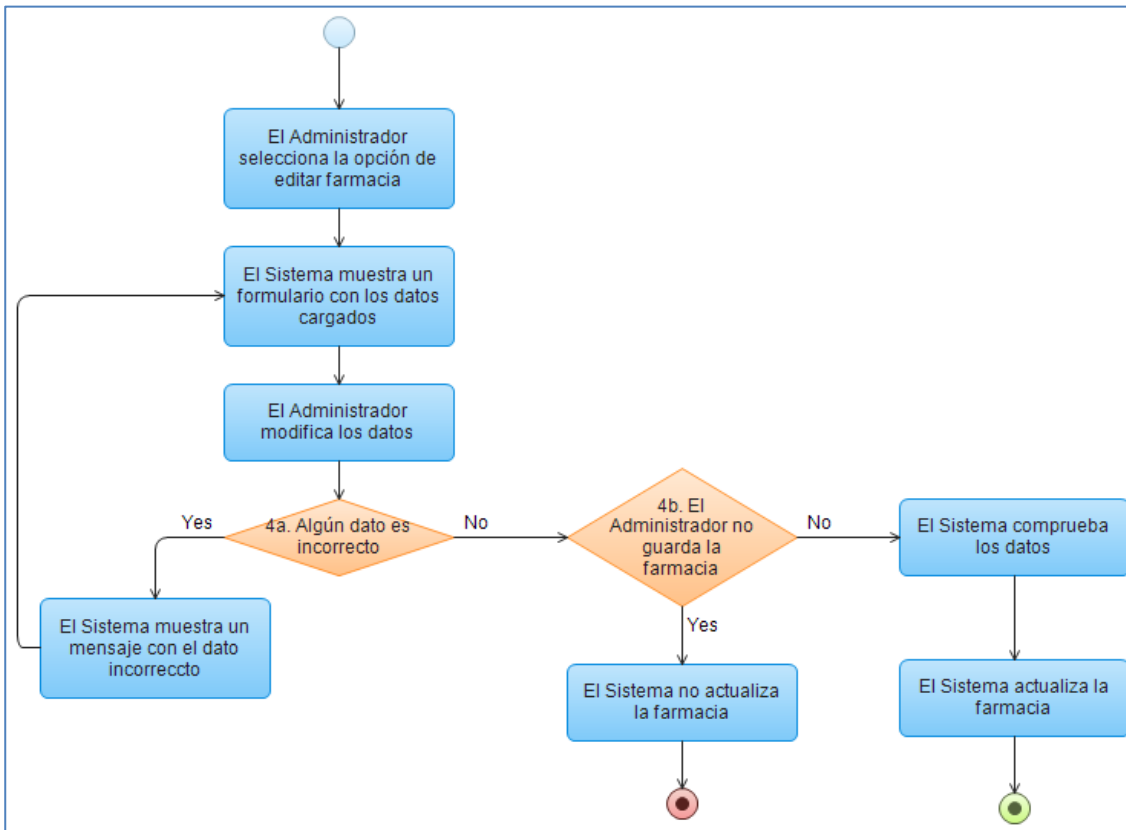 El Administrador
selecciona la opción de
editar farmacia
El Sistema muestra un
formulario con los datos
cargados
El Administrador
modifica los datos
4a. Algún dato es
incorrecto
Yes
No
4b. El
Administrador no
guarda la
farmacia
No
Yes
El Sistema comprueba
los datos
El Sistema muestra un
mensaje con el dato
incorreccto
El Sistema no actualiza
la farmacia
El Sistema actualiza la
farmacia